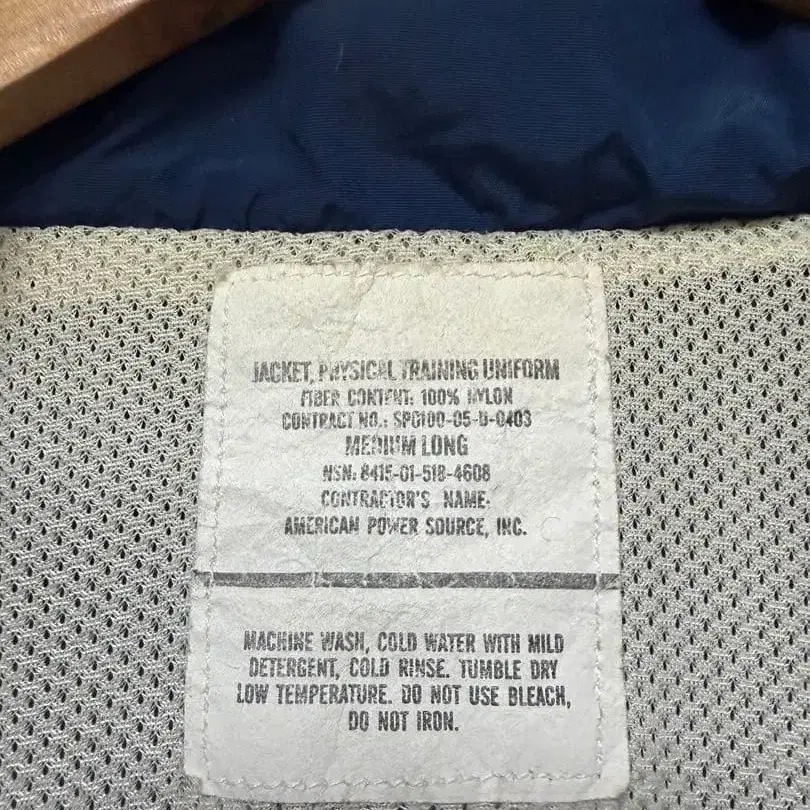 JACKET, PHYSICAL TRAINING UNIFORM
FIBER CONTENT: 100% NYLON
CONTRACT NO.: SP0100-05-D-0403
MEDIUM LONG
NSN: 8415-01-518-4608
CONTRACTOR'S NAME:
AMERICAN POWER SOURCE, INC.
MACHINE WASH, COLD WATER WITH MILD
DETERGENT, COLD RINSE. TUMBLE DRY
LOW TEMPERATURE. DO NOT USE BLEACH,
DO NOT IRON.